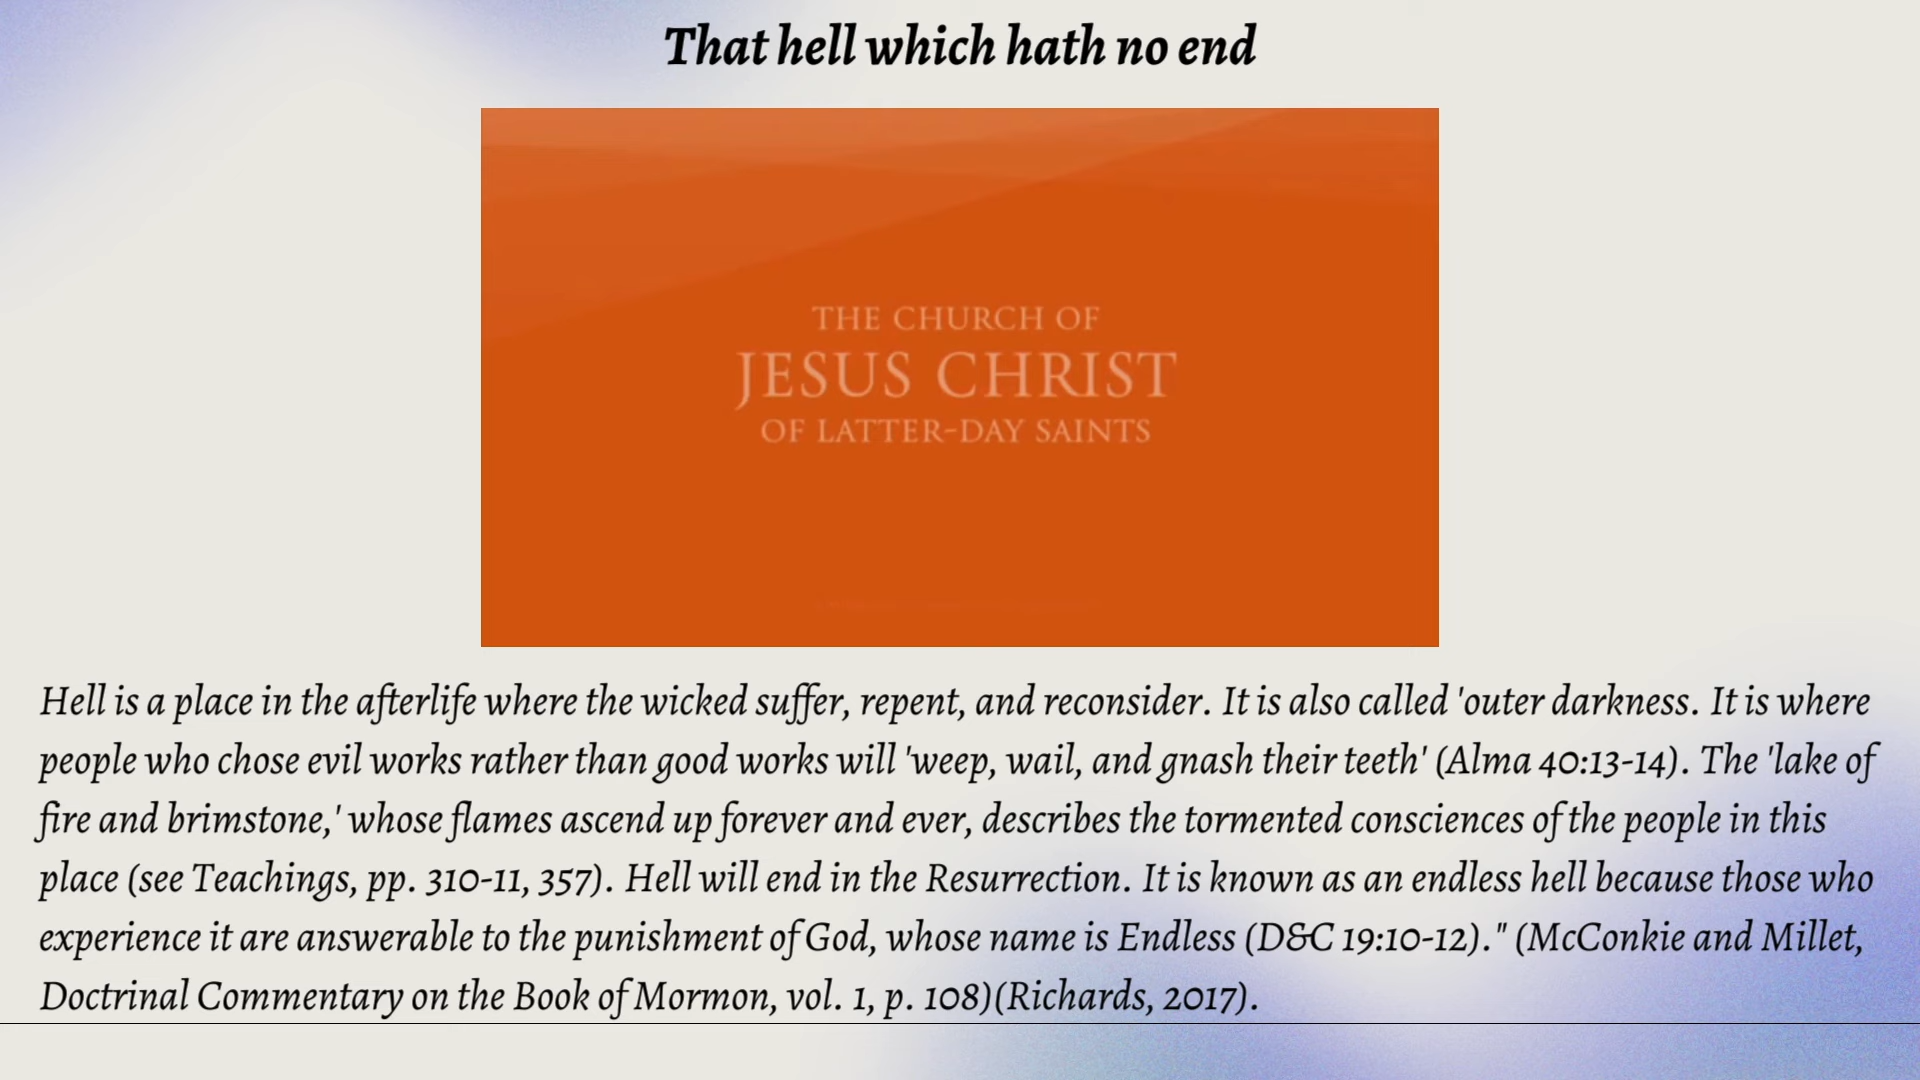 That hell which hath no end
THE CHURCH OF
JESUS CHRIST
OF LATTER-DAY SAINTS
Hell is a place in the afterlife where the wicked suffer, repent, and reconsider. It is also called 'outer darkness. It is where
people who chose evil works rather than good works will 'weep, wail, and gnash their teeth' (Alma 40:13-14). The 'lake of
fire and brimstone,' whose flames ascend up forever and ever, describes the tormented consciences of the people in this
place (see Teachings, pp. 310-11, 357). Hell will end in the Resurrection. It is known as an endless hell because those who
experience it are answerable to the punishment of God, whose name is Endless (D&C 19:10-12)." (McConkie and Millet,
Doctrinal Commentary on the Book of Mormon, vol. 1, p. 108)(Richards, 2017).